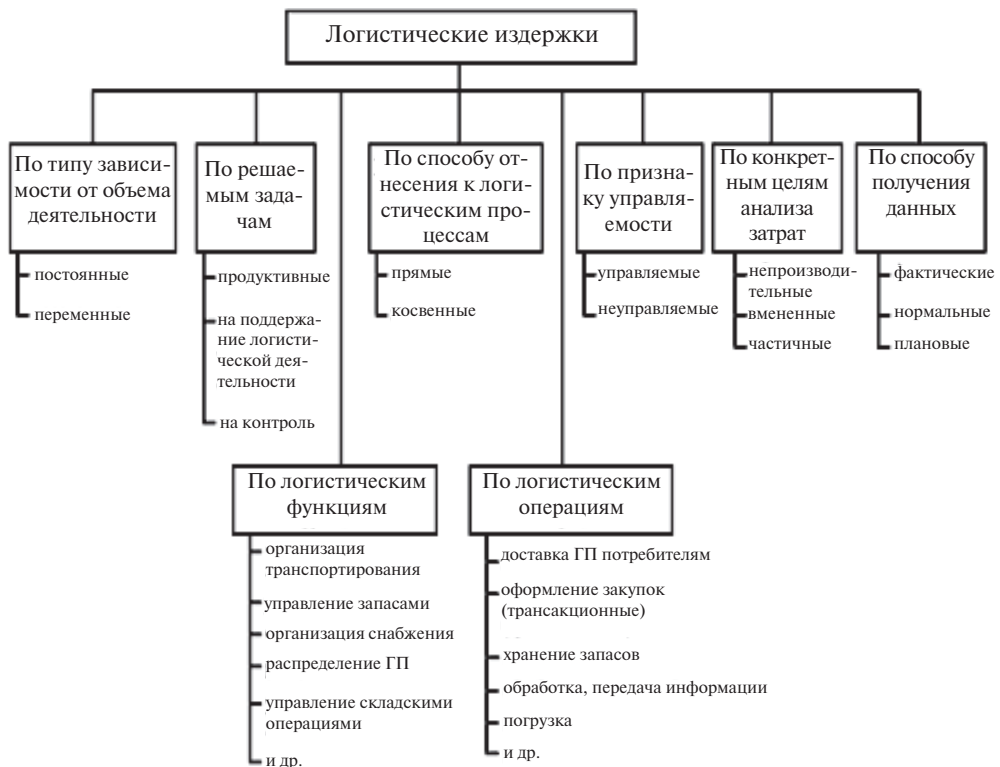 Логистические издержки
По типу зависи-
мости от объема
деятельности
постоянные
переменные
По решае-
мым зада-
чам
продуктивные
на поддержа-
ние логисти-
ческой дея-
тельности
на контроль
По способу от-
несения к логи-
стическим про-
цессам
прямые
косвенные
По призна-
ку управля-
емости
управляемые
неуправляемые
По конкрет-
ным целям
анализа
затрат
непроизводи-
тельные
вмененные
частичные
По способу
получения
данных
фактические
нормальные
плановые
По логистическим
функциям
организация
транспортирования
управление запасами
организация снабжения
распределение ГП
управление складскими
операциями
и др.
По логистическим
операциям
доставка ГП потребителям
оформление закупок
(трансакционные)
хранение запасов
обработка, передача информации
погрузка
и др.